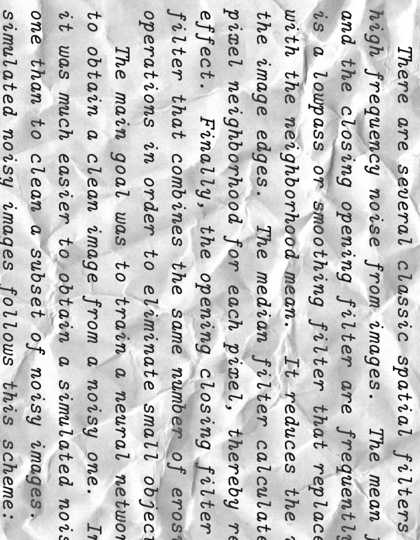 There are several classic spatial filters
high frequency noise from images. The mean
and the closing opening filter are frequently
is a lowpass or smoothing filter that replace
with the neighborhood mean. It reduces the
the image edges. The median filter calculate
pixel neighborhood for each pixel, thereby re
effect. Finally, the opening closing filter
filter that combines the same number of eros
operations in order to eliminate small objec
The main goal was to train a neural networ
to obtain a clean image from a noisy one. In
it was much easier to obtain a simulated nois
one than to clean a subset of noisy images.
simulated noisy images follows this scheme: